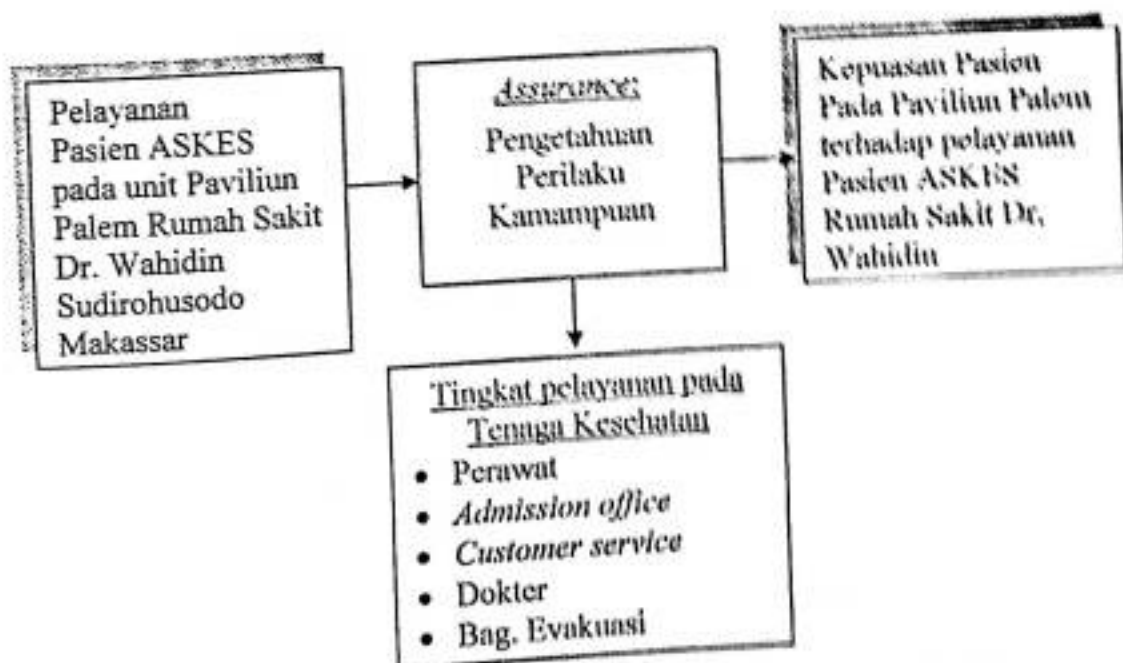 Pelayanan
Pasien ASKES
pada unit Paviliun
Palem Rumah Sakit
Dr. Wahidin
Sudirohusodo
Makassar
Assurance:
Pengetahuan
Perilaku
Kamampuan
Kepuasan Pasien
Pada Paviliun Palem
terhadap pelayanan
Pasien ASKES
Rumah Sakit Dr.
Wahidin
Tingkat pelayanan pada
Tenaga Kesehatan
• Perawat
• Admission office
• Customer service
• Dokter
• Bag. Evakuasi